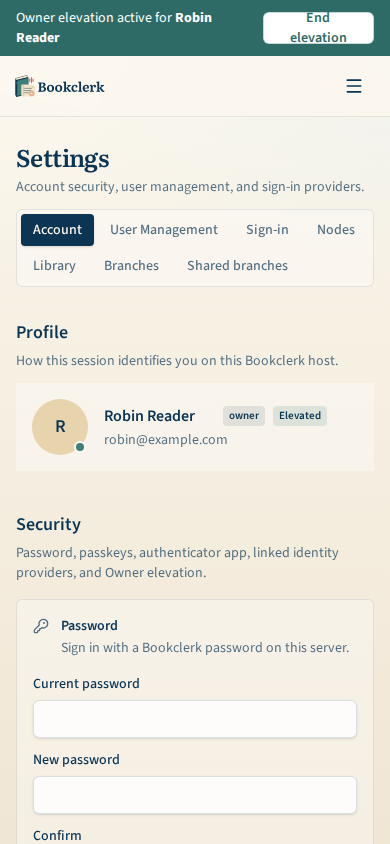 Owner elevation active for Robin
Reader
End
elevation
Bookclerk
Settings
Account security, user management, and sign-in providers.
Account
User Management
Sign-in
Nodes
Library
Branches
Shared branches
Profile
How this session identifies you on this Bookclerk host.
R
Robin Reader
owner
Elevated
robin@example.com
Security
Password, passkeys, authenticator app, linked identity
providers, and Owner elevation.
Password
Sign in with a Bookclerk password on this server.
Current password
New password
Confirm